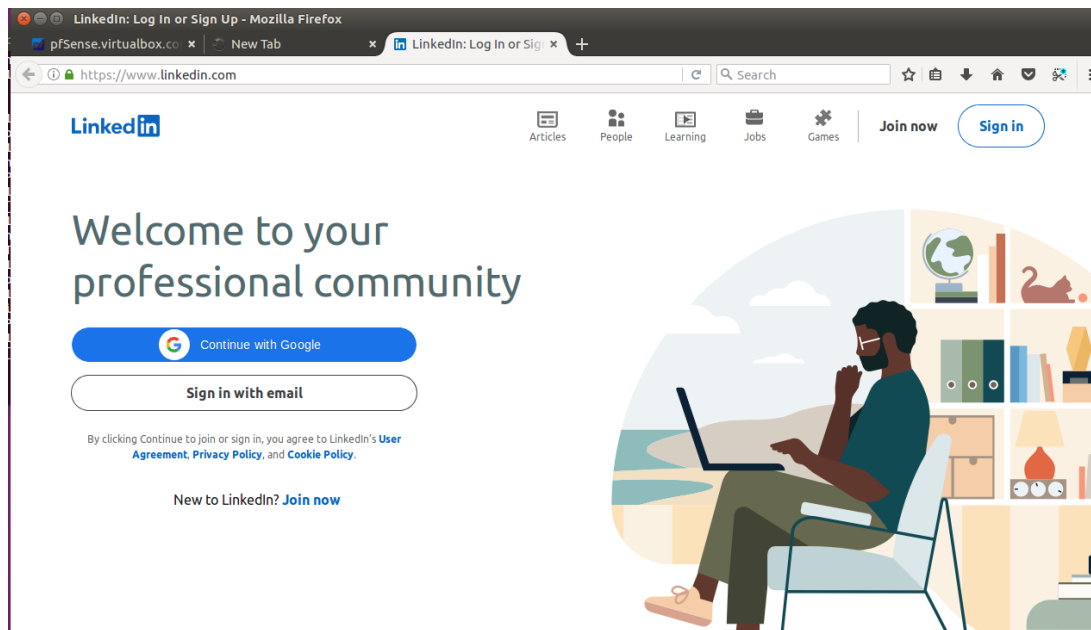 LinkedIn: Log In or Sign Up - Mozilla Firefox
pfSense.virtualbox.co New Tab LinkedIn: Log In or Sig
https://www.linkedin.com Search
Linked in Articles People Learning Jobs Games Join now Sign in
Welcome to your
professional community
G Continue with Google
Sign in with email
By clicking Continue to join or sign in, you agree to LinkedIn's User
Agreement, Privacy Policy, and Cookie Policy.
New to LinkedIn? Join now